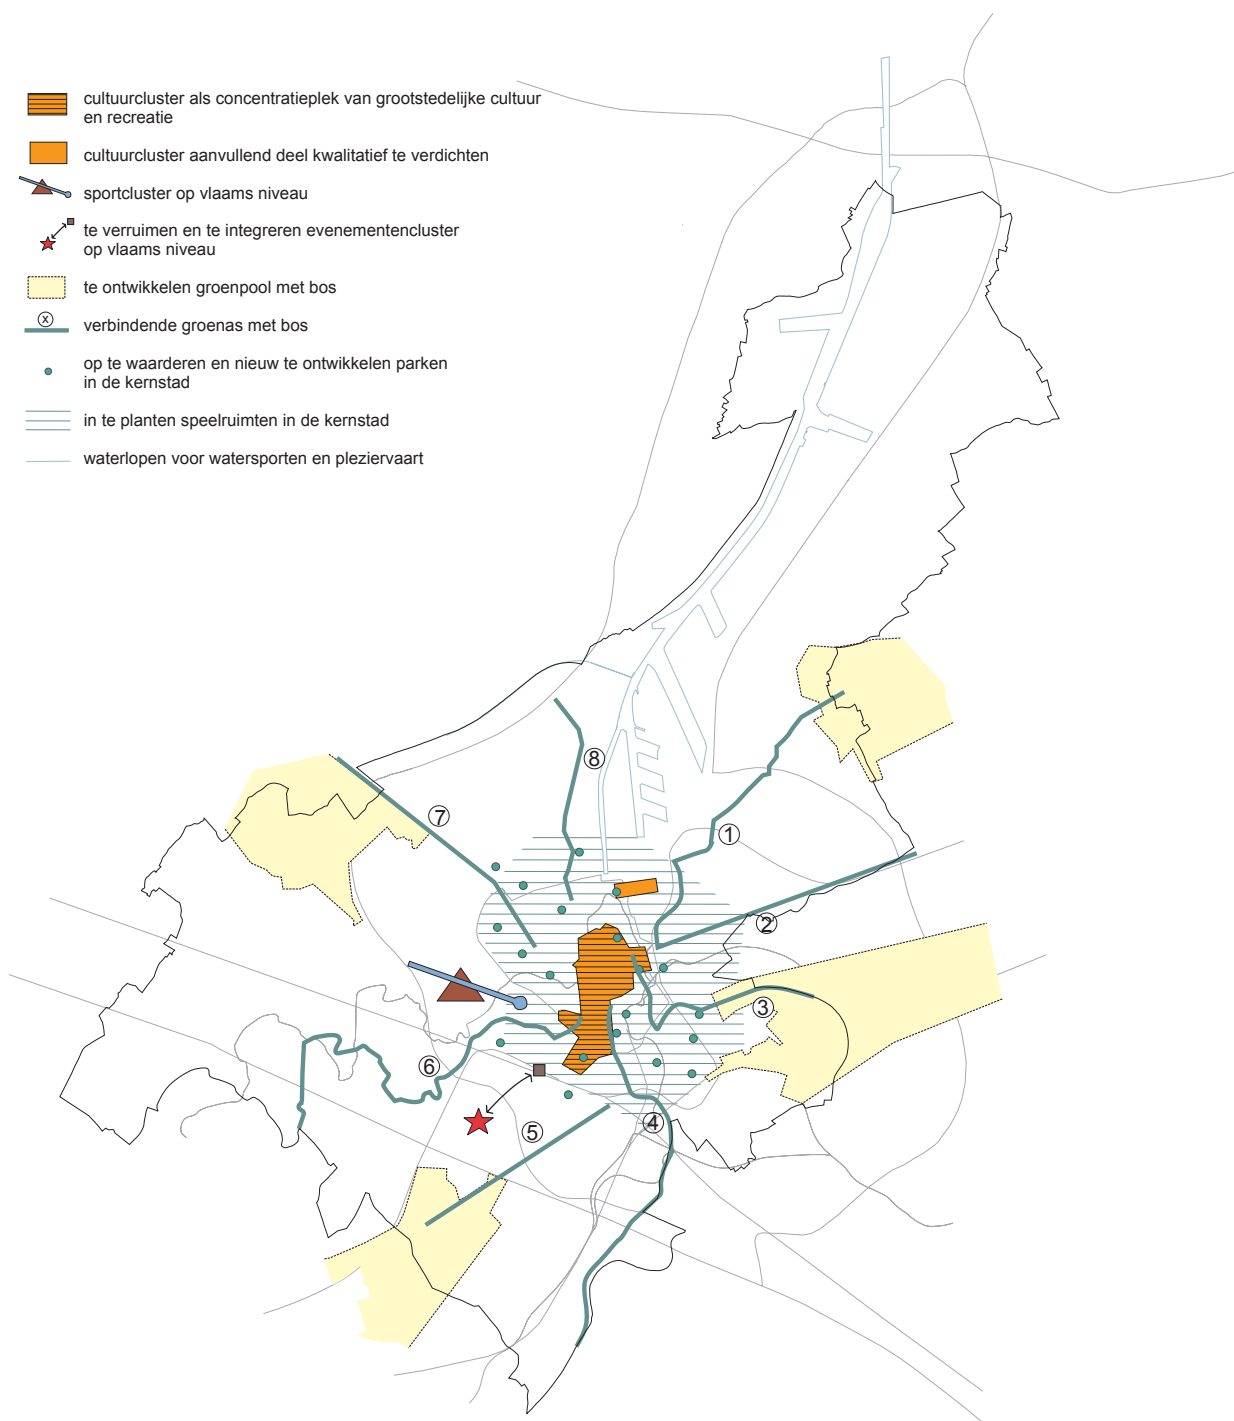 cultuurcluster als concentratieplek van grootstedelijke cultuur
en recreatie
cultuurcluster aanvullend deel kwalitatief te verdichten
sportcluster op vlaams niveau
te verruimen en te integreren evenementencluster
op vlaams niveau
te ontwikkelen groenpool met bos
x
verbindende groenas met bos
op te waarderen en nieuw te ontwikkelen parken
in de kernstad
in te planten speelruimten in de kernstad
waterlopen voor watersporten en pleziervaart
8
7
1
2
3
6
5
4